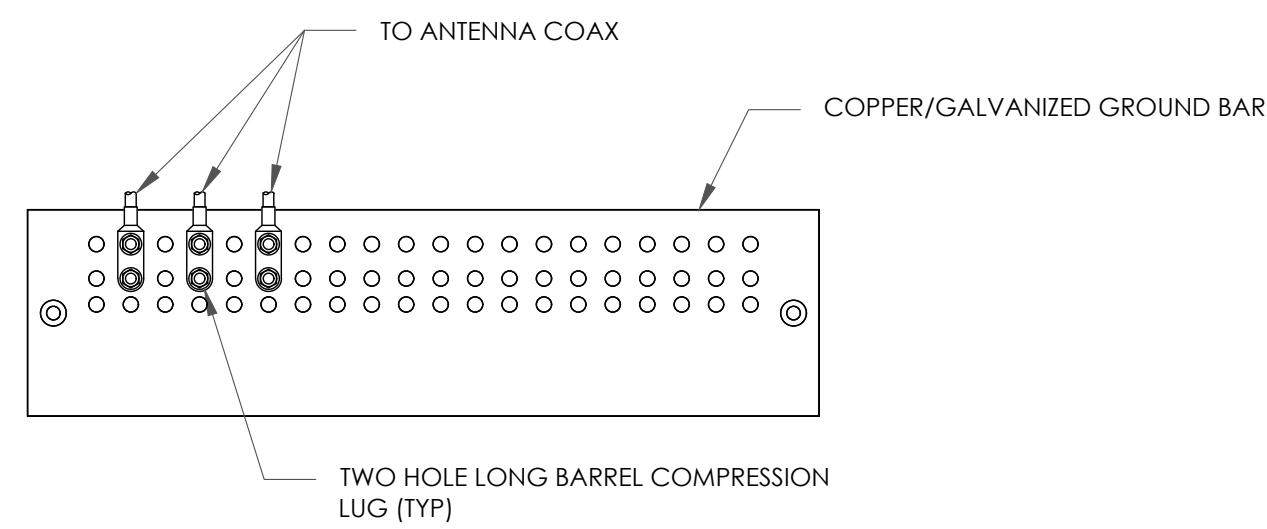 TO ANTENNA COAX
COPPER/GALVANIZED GROUND BAR
TWO HOLE LONG BARREL COMPRESSION
LUG (TYP)